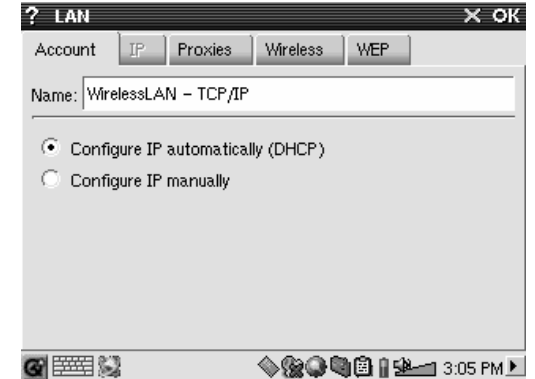 ? LAN × OK
Account IP Proxies Wireless WEP
Name: WirelessLAN – TCP/IP
Configure IP automatically (DHCP)
Configure IP manually
3:05 PM